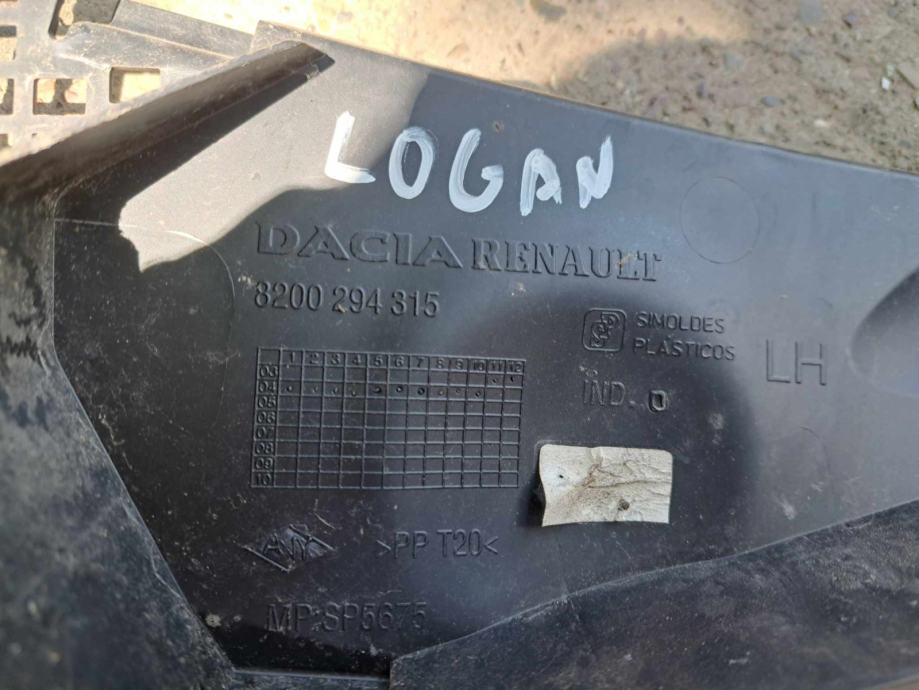 LOGAN
DACIA RENAULT
8200 294 315
SIMOLDES
PLÁSTICOS
LH
IND. 0
1 2 3 4 5 6 7 8 9 10 11 12
03
04
05
06
07
08
09
10
>PP T20<
MP:SP5675